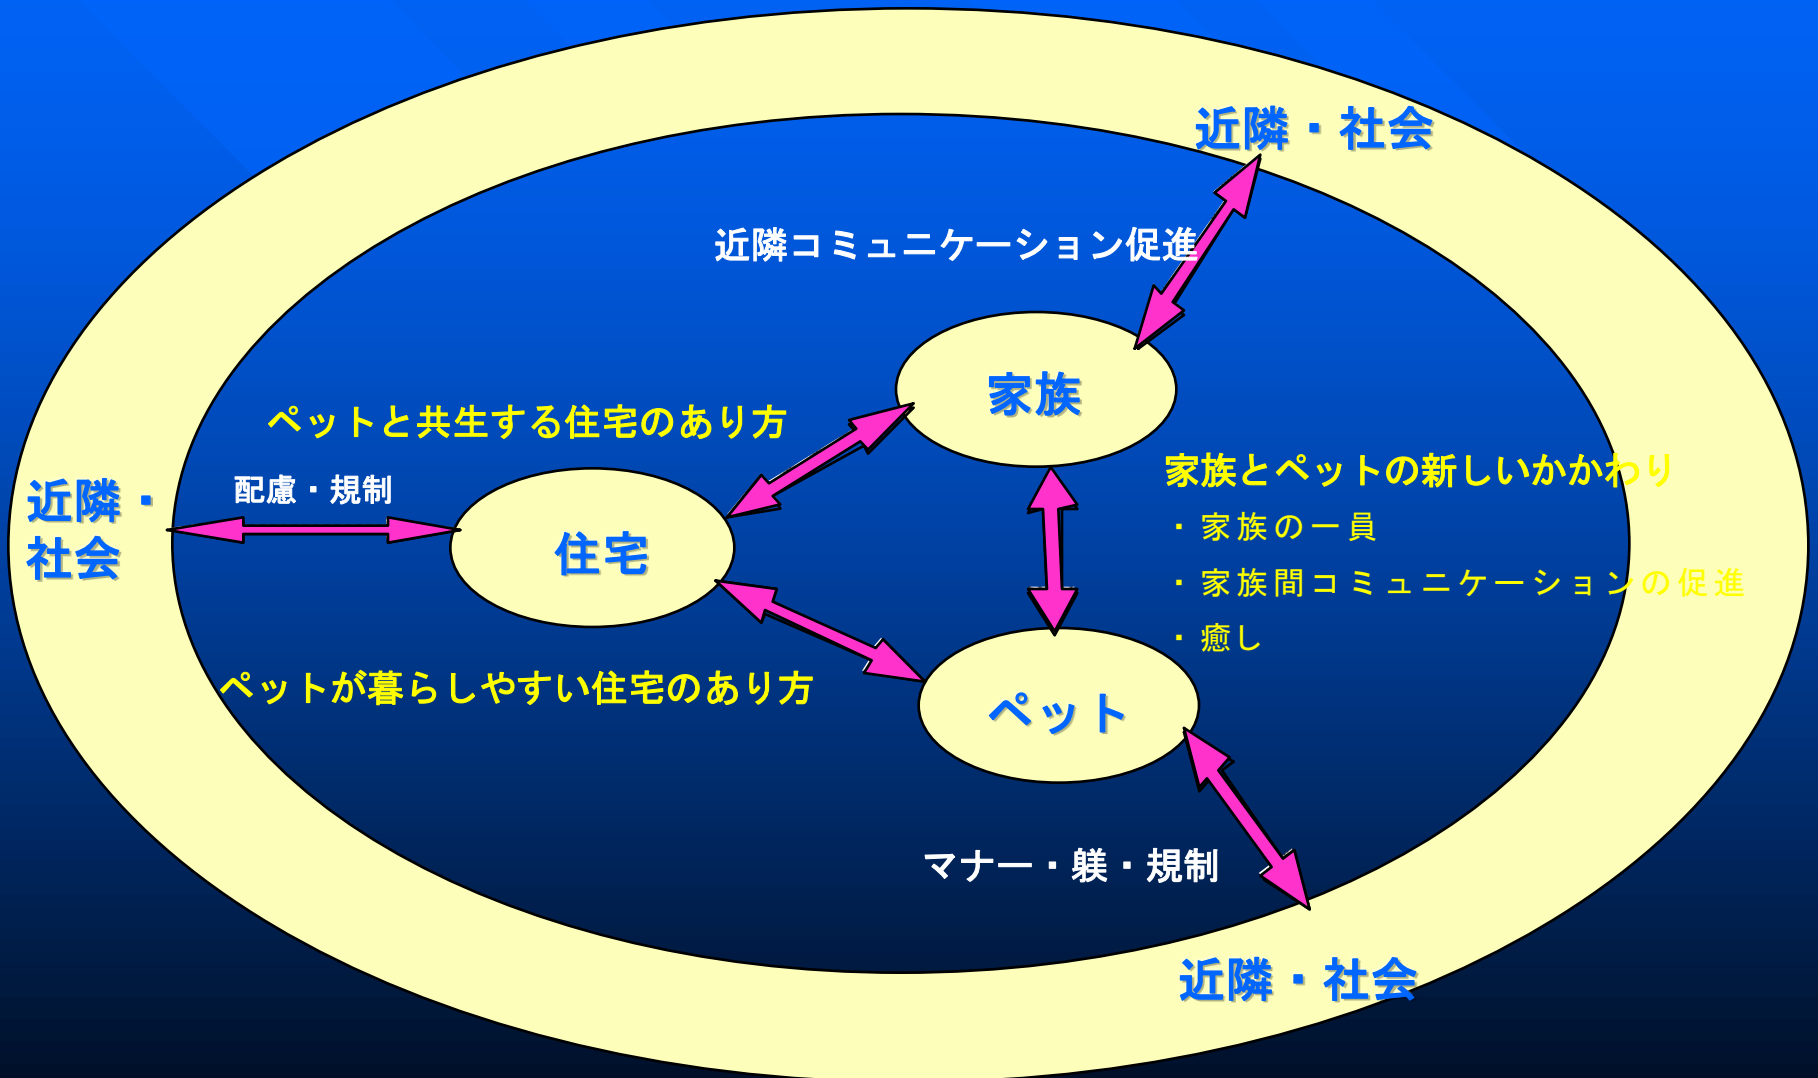 近隣・社会
近隣コミュニケーション促進
家族
ペットと共生する住宅のあり方
家族とペットの新しいかかわり
近隣・
社会
配慮・規制
・家族の一員
住宅
・家族間コミュニケーションの促進
・癒し
ペットが暮らしやすい住宅のあり方
ペット
マナー・躾・規制
近隣・社会